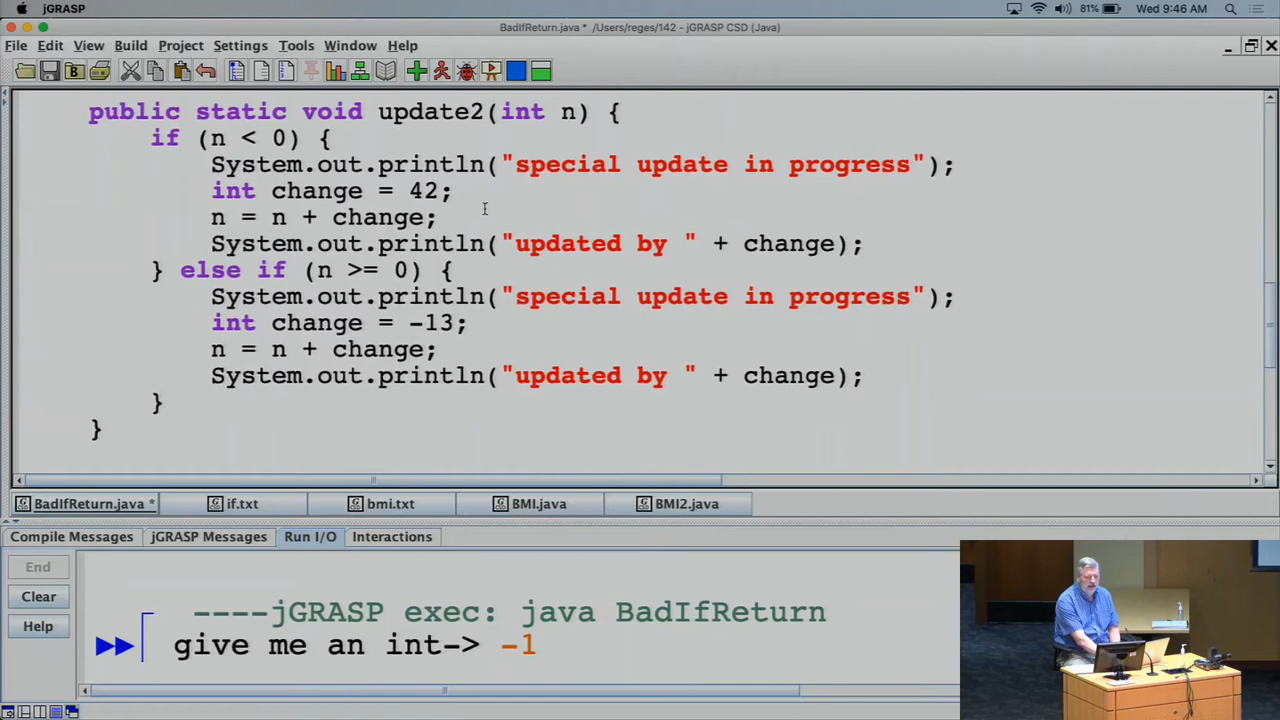 jGRASP
81% Wed 9:46 AM
BadIfReturn.java * /Users/reges/142 - jGRASP CSD (Java)
File Edit View Build Project Settings Tools Window Help
public static void update2(int n) {
if (n < 0) {
System.out.println("special update in progress");
int change = 42;
n = n + change;
System.out.println("updated by " + change);
} else if (n >= 0) {
System.out.println("special update in progress");
int change = -13;
n = n + change;
System.out.println("updated by " + change);
}
}
BadIfReturn.java * if.txt bmi.txt BMI.java BMI2.java
Compile Messages jGRASP Messages Run I/O Interactions
End
Clear
Help
----jGRASP exec: java BadIfReturn
give me an int-> -1